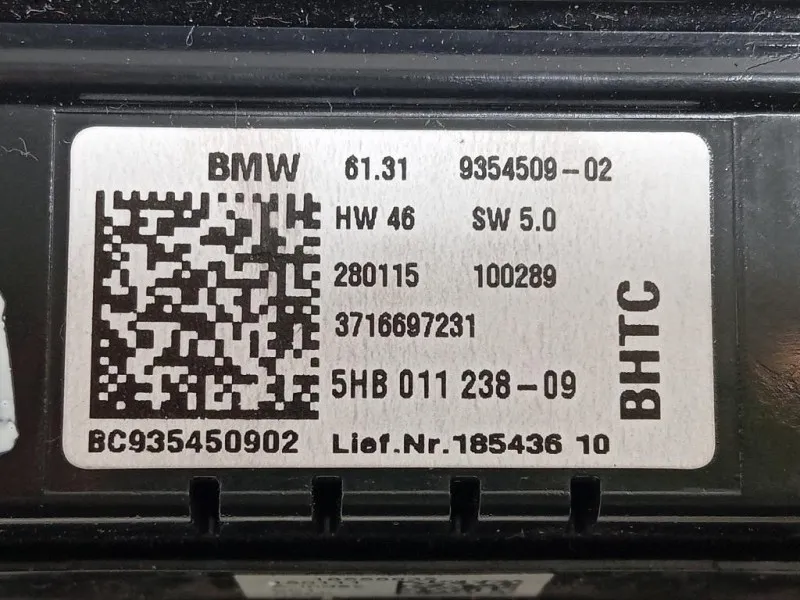 BMW 61.31 9354509-02
HW 46 SW 5.0
280115 100289
3716697231
5HB 011 238-09
BC935450902 Lief.Nr.185436 10
BHTC